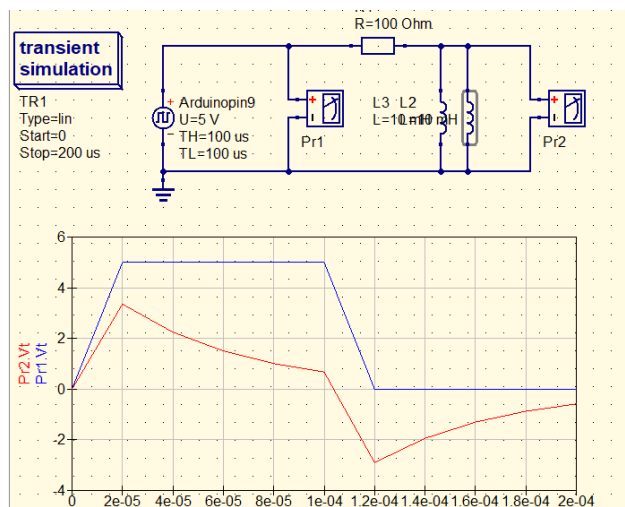 R=100 Ohm
transient
simulation
TR1
Type=lin
Start=0
Stop=200 us
+ Arduinopin9
U=5 V
TH=100 us
TL=100 us
Pr1
L3 L2
L=10 mH
Pr2
Pr2.Vt
Pr1.Vt
6
4
2
0
-2
-4
0 2e-05 4e-05 6e-05 8e-05 1e-04 1.2e-04 1.4e-04 1.6e-04 1.8e-04 2e-04